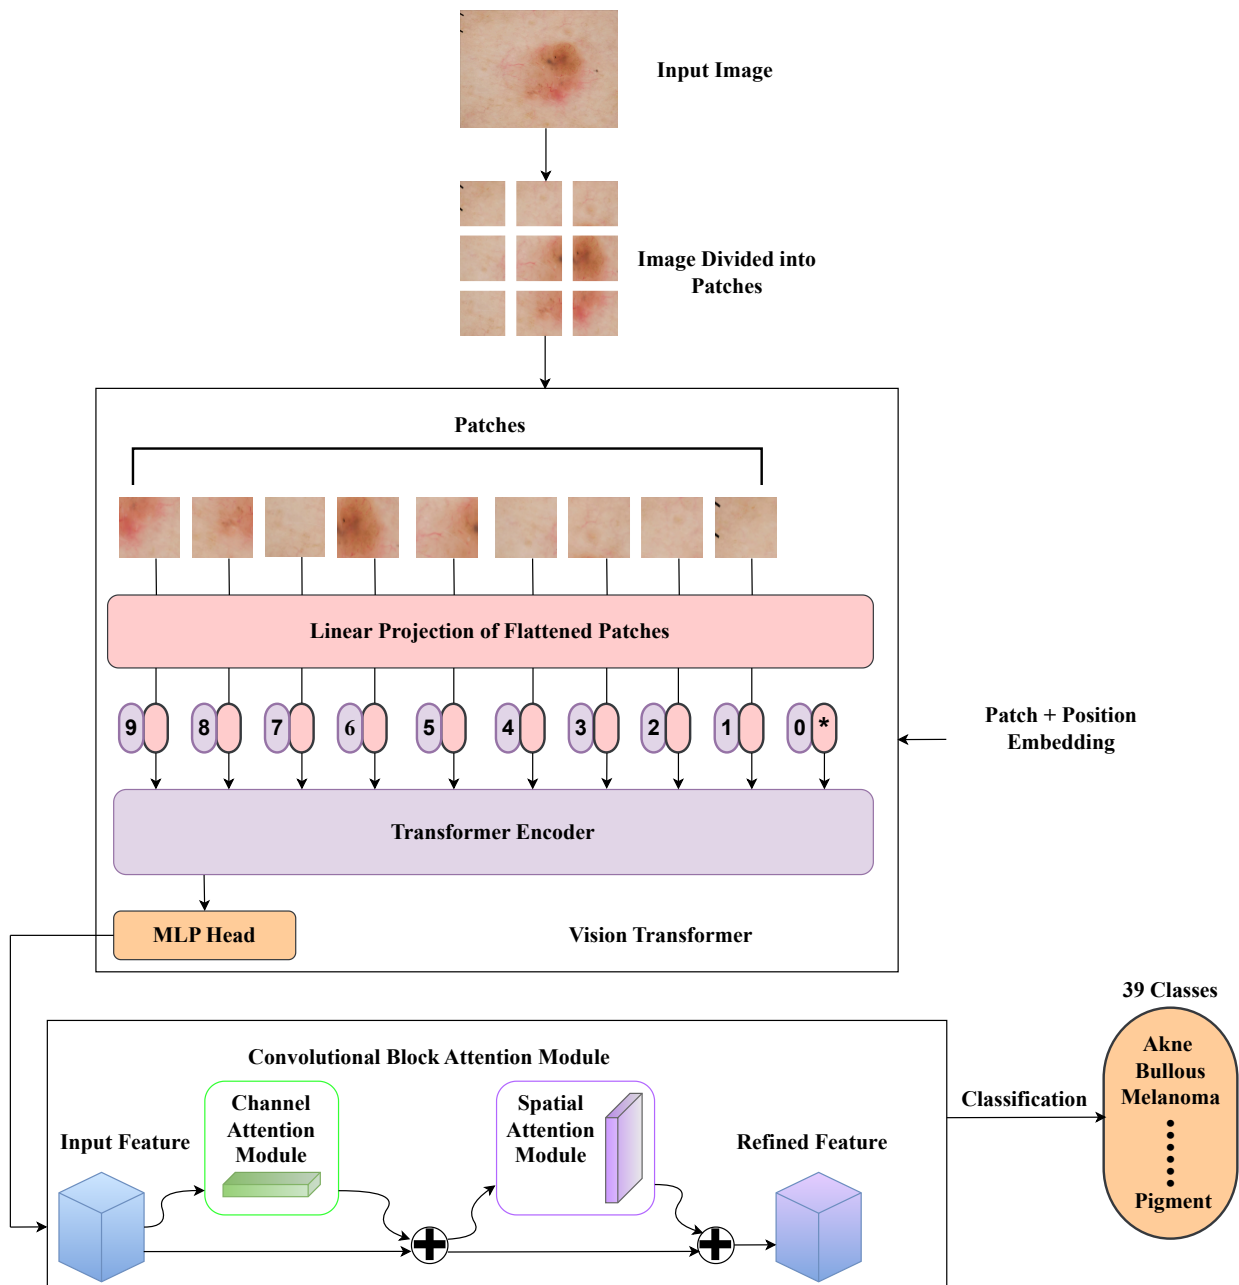 Input Image
Image Divided into
Patches
Patches
Linear Projection of Flattened Patches
9 8 7 6 5 4 3 2 1 0 *
Patch + Position
Embedding
Transformer Encoder
MLP Head
Vision Transformer
39 Classes
Akne
Bullous
Melanoma
Pigment
Classification
Convolutional Block Attention Module
Input Feature
Channel
Attention
Module
Spatial
Attention
Module
Refined Feature